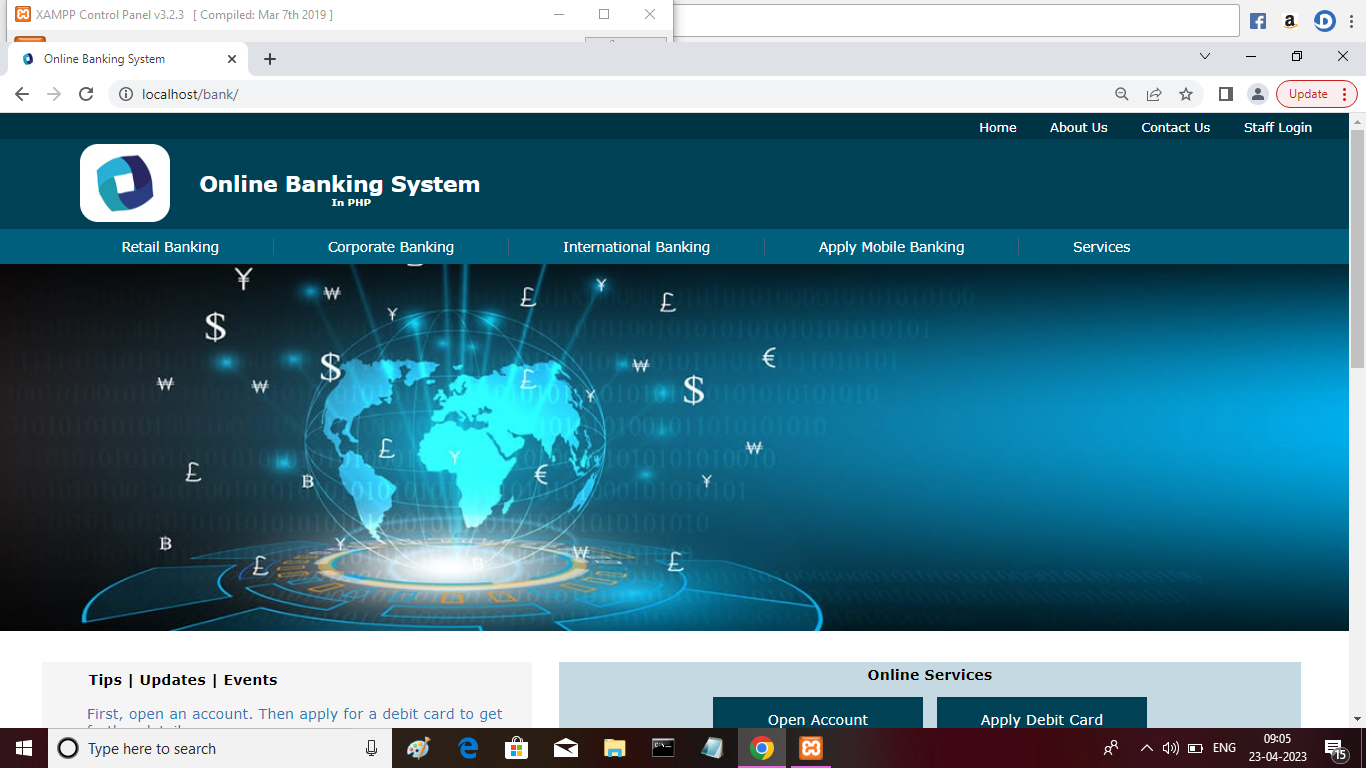 XAMPP Control Panel v3.2.3 [ Compiled: Mar 7th 2019 ]
Online Banking System
localhost/bank/
Update
Home About Us Contact Us Staff Login
Online Banking System
In PHP
Retail Banking Corporate Banking International Banking Apply Mobile Banking Services
Tips | Updates | Events
First, open an account. Then apply for a debit card to get
Online Services
Open Account Apply Debit Card
Type here to search
ENG
09:05
23-04-2023
15